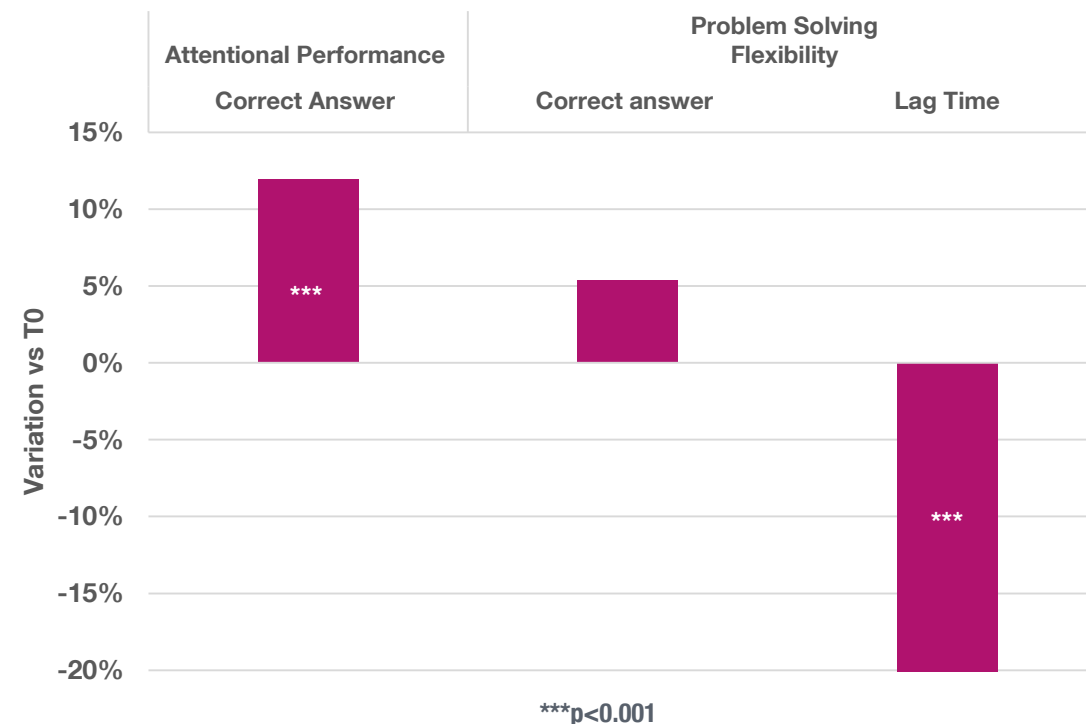 Attentional Performance
Problem Solving
Flexibility
Correct Answer
Correct answer
Lag Time
Variation vs T0
15%
10%
5%
0%
-5%
-10%
-15%
-20%
***
***
***p<0.001